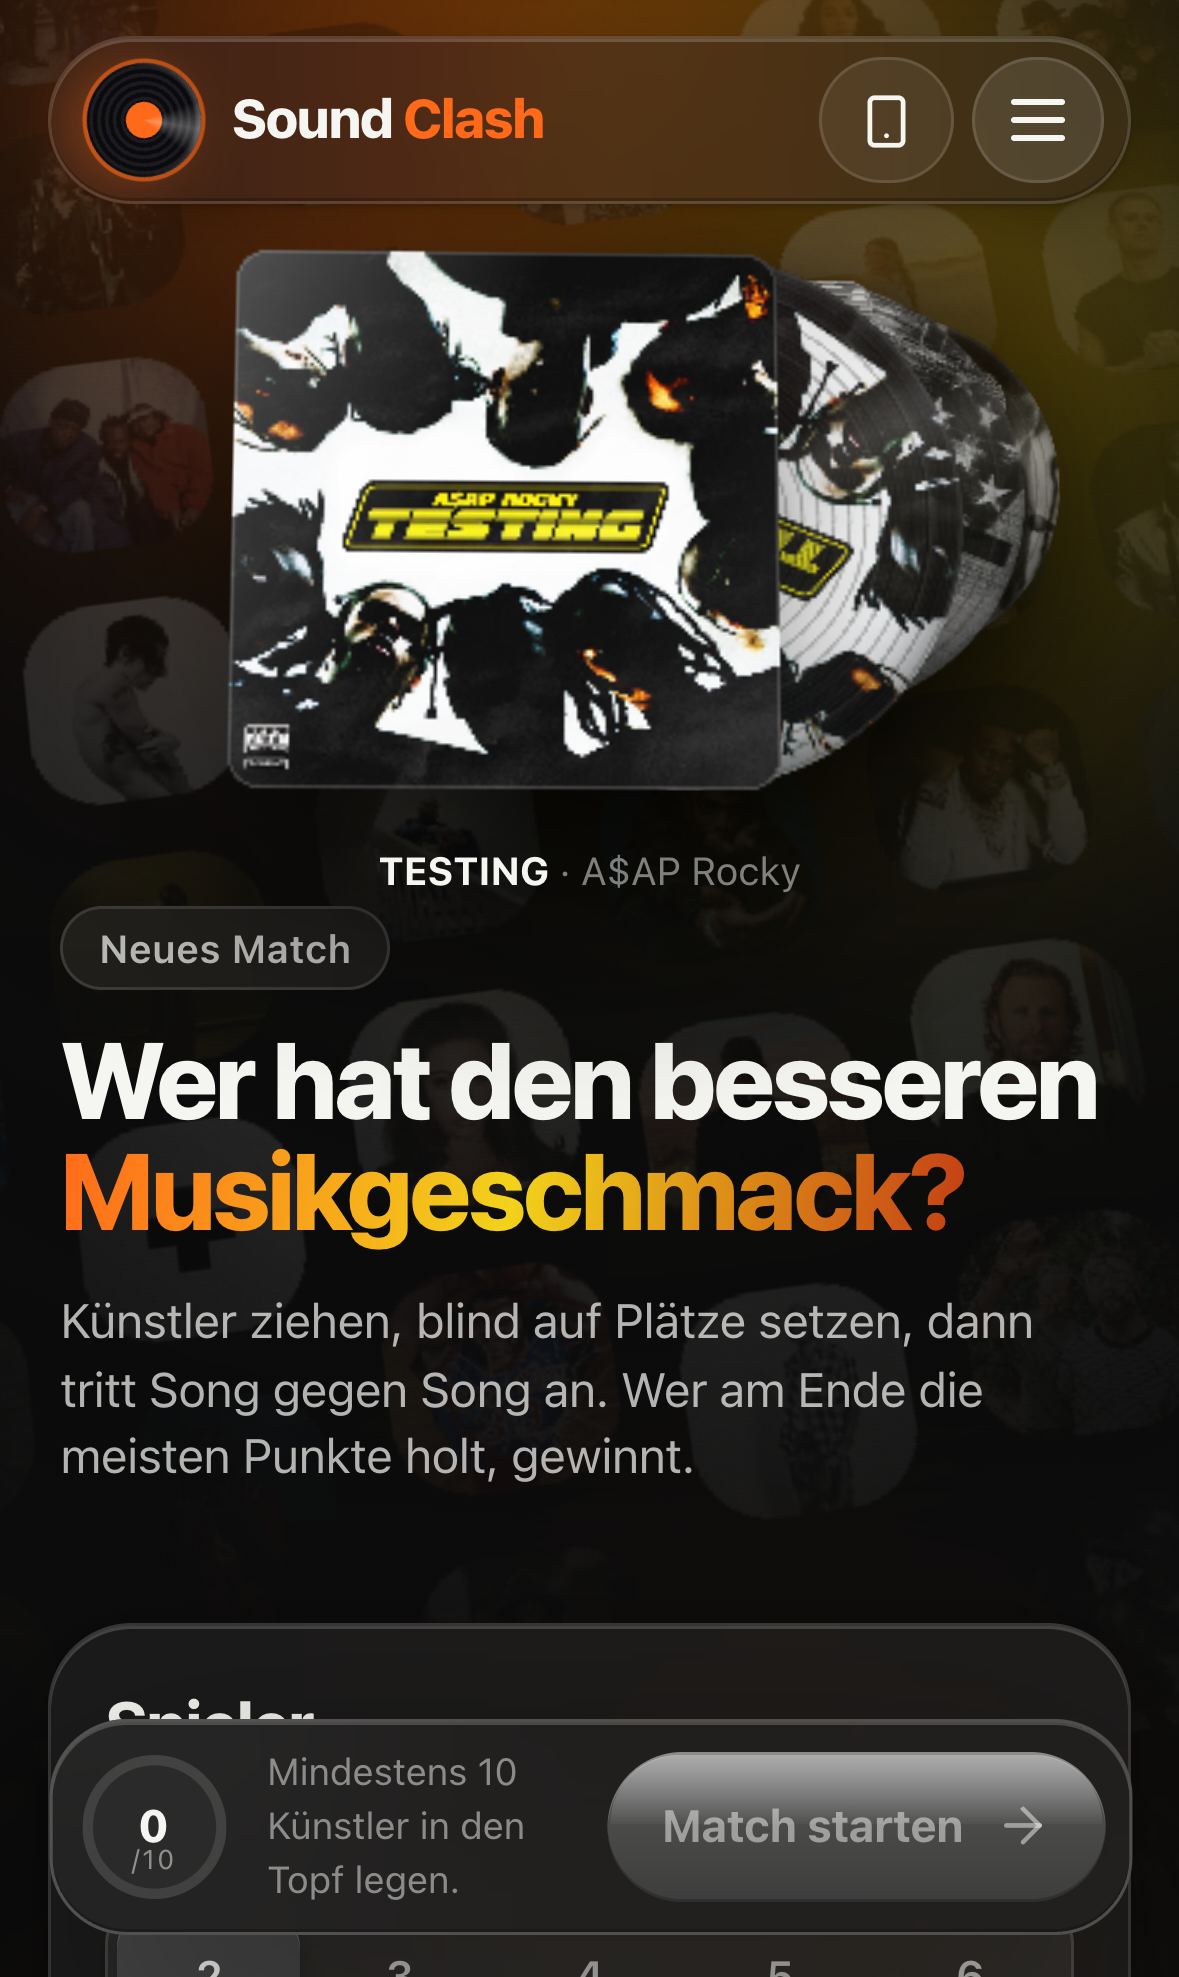 Sound Clash
A$AP ROCKY
TESTING
TESTING · A$AP Rocky
Neues Match
Wer hat den besseren
Musikgeschmack?
Künstler ziehen, blind auf Plätze setzen, dann
tritt Song gegen Song an. Wer am Ende die
meisten Punkte holt, gewinnt.
Spieler
0
/10
Mindestens 10
Künstler in den
Topf legen.
Match starten
2 3 4 5 6